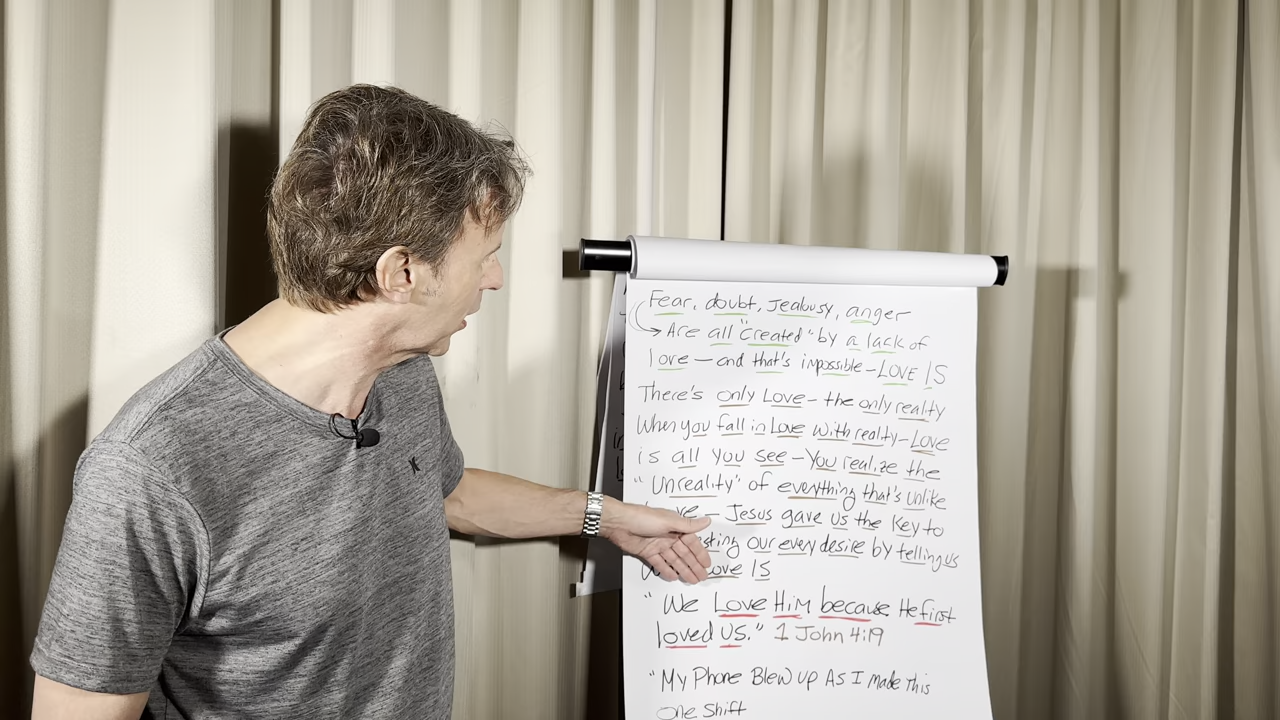 Fear, doubt, Jealousy, anger
Are all "created" by a lack of
love — and that's impossible — LOVE IS
There's only Love — the only reality
When you fall in Love with reality — Love
is all you see — You realize the
"Unreality" of everything that's unlike
— Jesus gave us the key to
our every desire by telling us
Love IS
"We Love Him because He first
loved us." 1 John 4:19
"My Phone Blew up As I made this
one shift